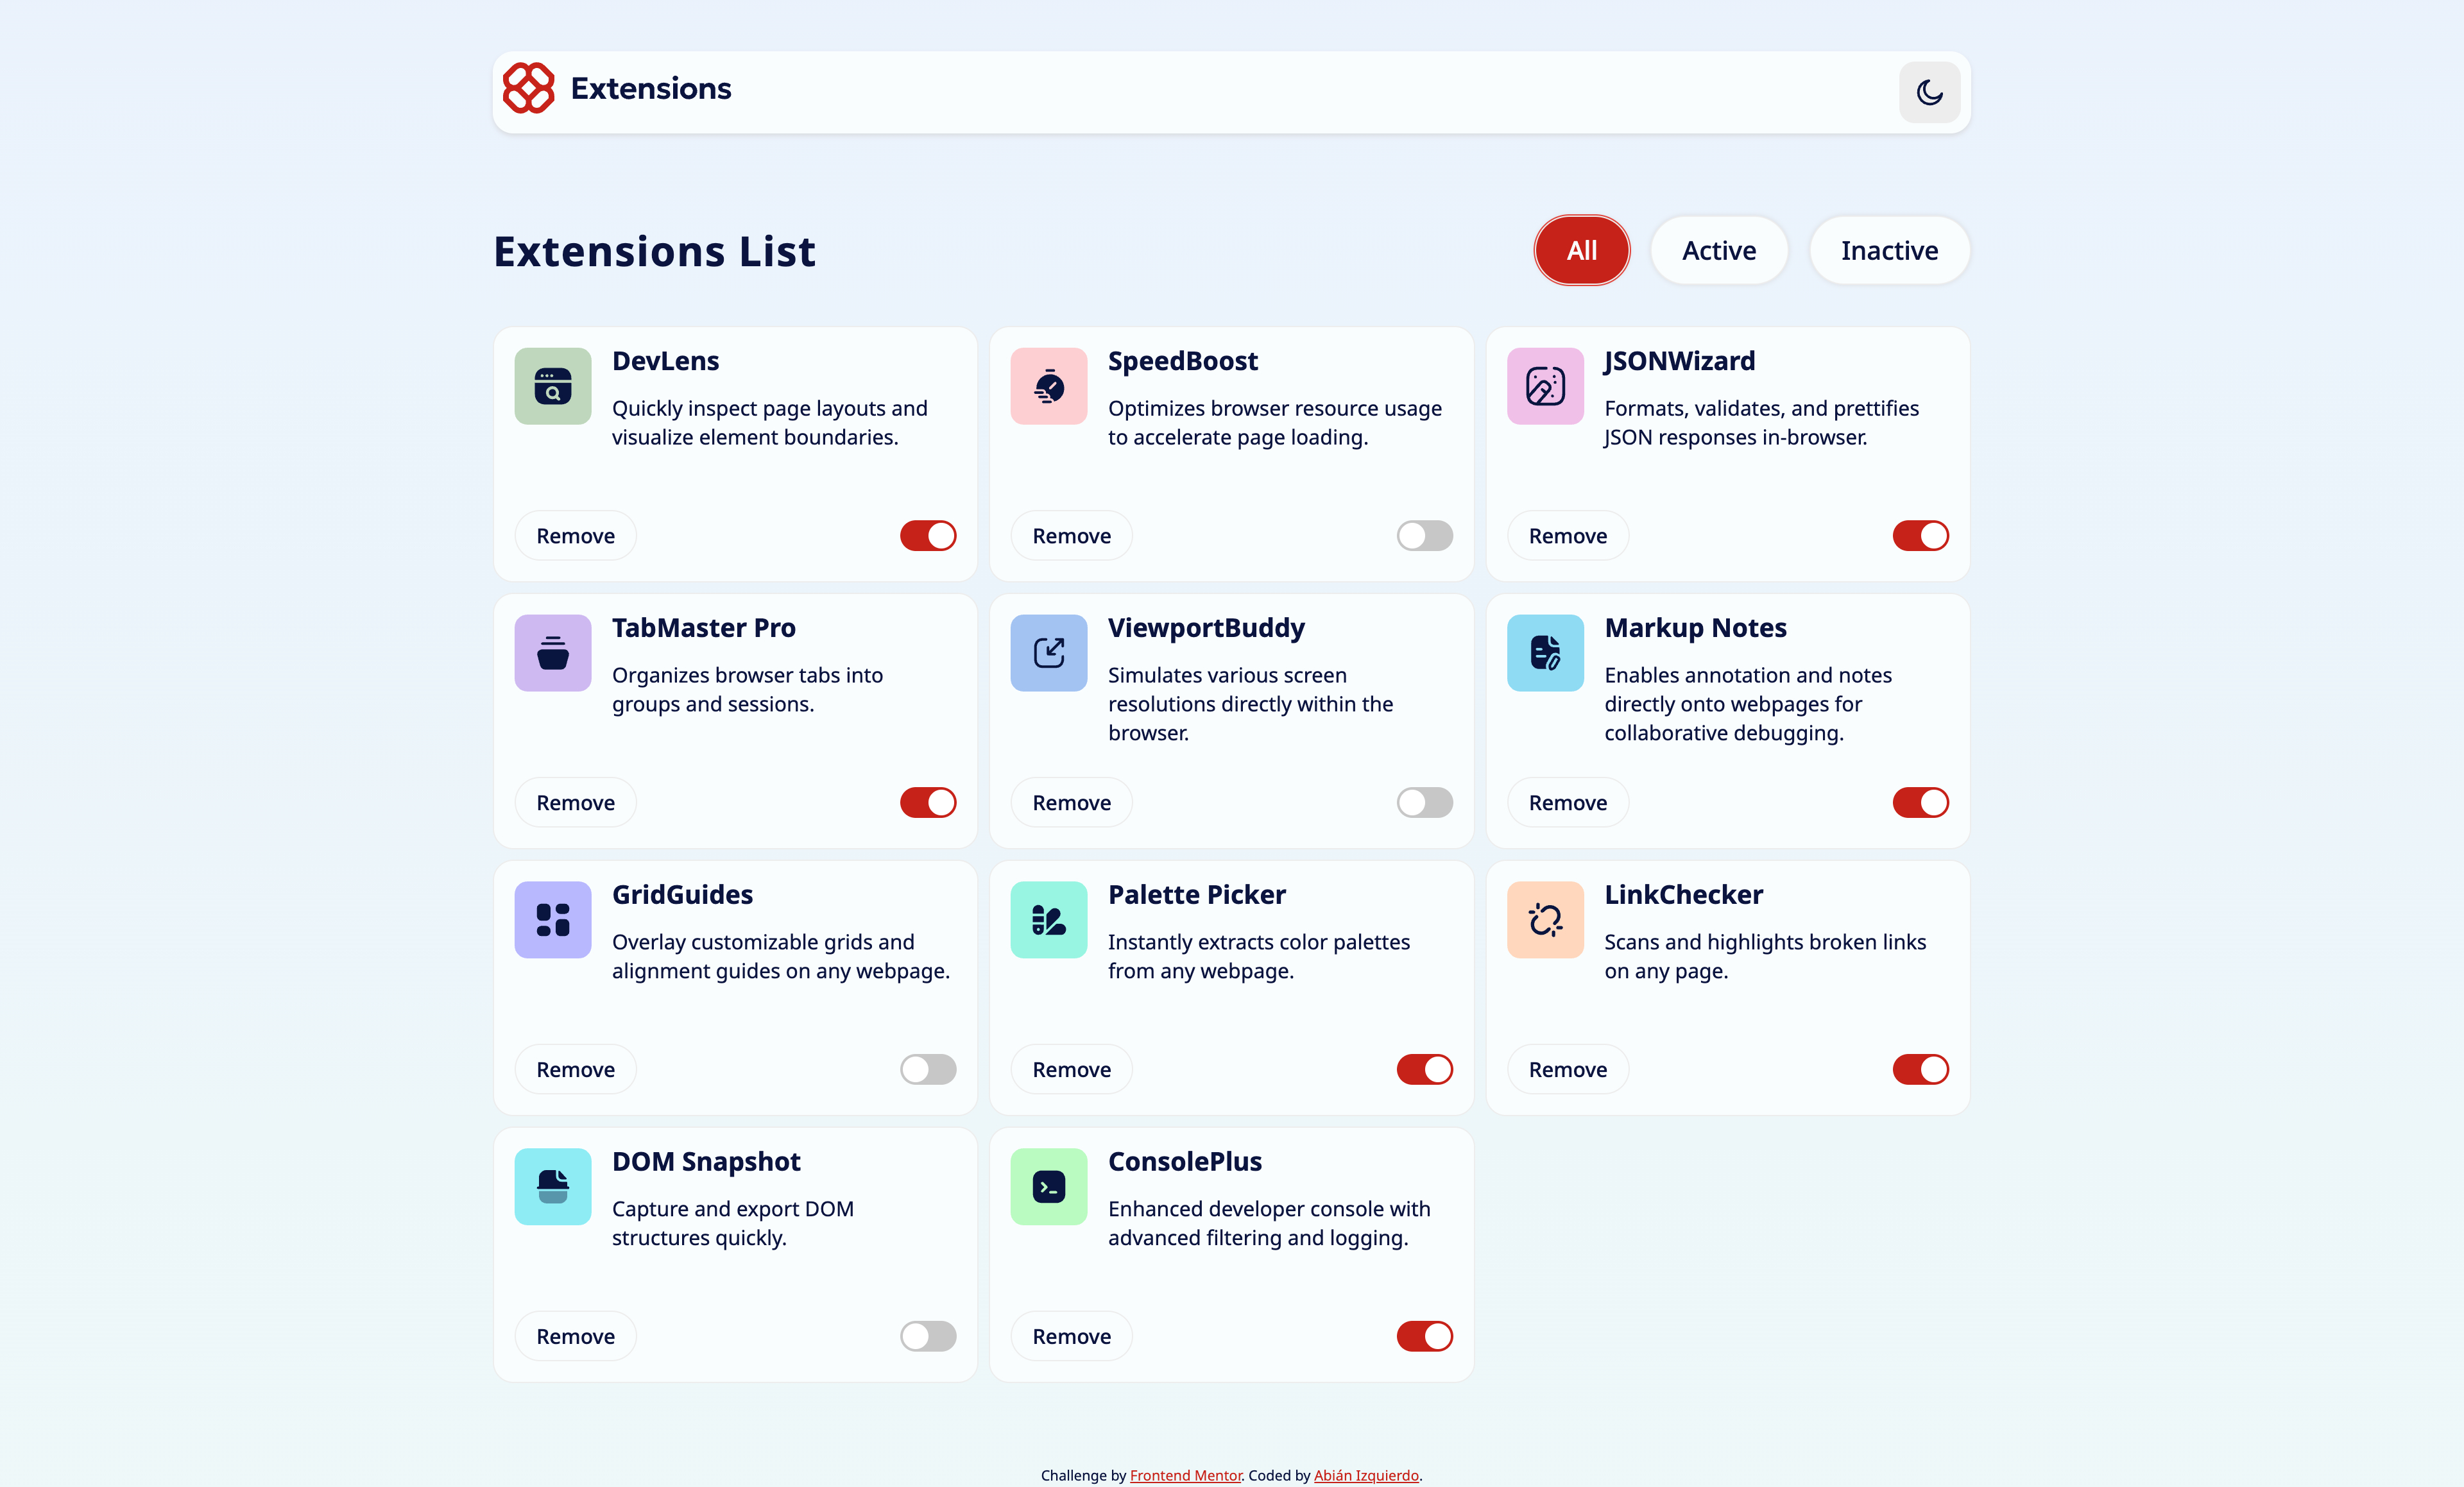 Extensions
Extensions List
All
Active
Inactive
DevLens
Quickly inspect page layouts and
visualize element boundaries.
Remove
SpeedBoost
Optimizes browser resource usage
to accelerate page loading.
Remove
JSONWizard
Formats, validates, and prettifies
JSON responses in-browser.
Remove
TabMaster Pro
Organizes browser tabs into
groups and sessions.
Remove
ViewportBuddy
Simulates various screen
resolutions directly within the
browser.
Remove
Markup Notes
Enables annotation and notes
directly onto webpages for
collaborative debugging.
Remove
GridGuides
Overlay customizable grids and
alignment guides on any webpage.
Remove
Palette Picker
Instantly extracts color palettes
from any webpage.
Remove
LinkChecker
Scans and highlights broken links
on any page.
Remove
DOM Snapshot
Capture and export DOM
structures quickly.
Remove
ConsolePlus
Enhanced developer console with
advanced filtering and logging.
Remove
Challenge by Frontend Mentor. Coded by Abián Izquierdo.